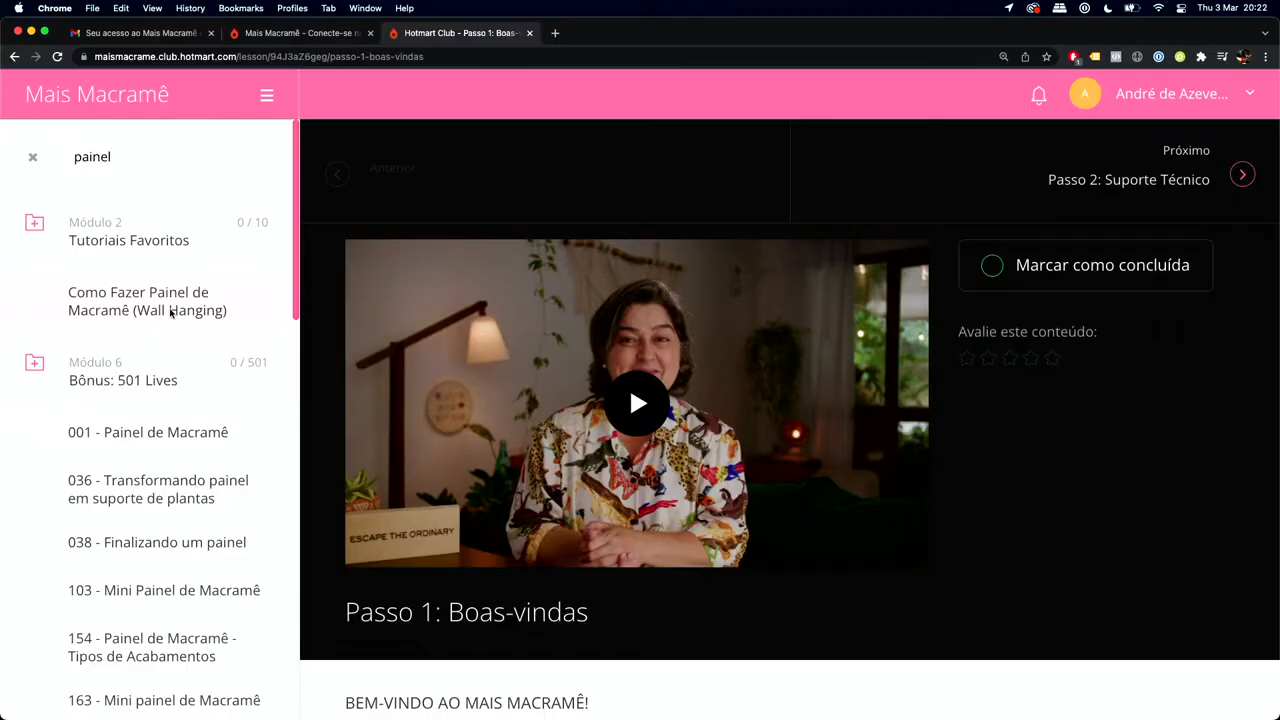 Chrome File Edit View History Bookmarks Profiles Tab Window Help
Thu 3 Mar 20:22
Seu acesso ao Mais Macramê
Mais Macramê – Conecte-se n
Hotmart Club - Passo 1: Boas-
maismacrame.club.hotmart.com/lesson/94J3aZ6geg/passo-1-boas-vindas
Mais Macramê
A
André de Azeve...
painel
Módulo 2
0 / 10
Tutoriais Favoritos
Como Fazer Painel de
Macramê (Wall Hanging)
Módulo 6
0 / 501
Bônus: 501 Lives
001 - Painel de Macramê
036 - Transformando painel
em suporte de plantas
038 - Finalizando um painel
103 - Mini Painel de Macramê
154 - Painel de Macramê -
Tipos de Acabamentos
163 - Mini painel de Macramê
Anterior
Próximo
Passo 2: Suporte Técnico
ESCAPE THE ORDINARY
Marcar como concluída
Avalie este conteúdo:
Passo 1: Boas-vindas
BEM-VINDO AO MAIS MACRAMÊ!